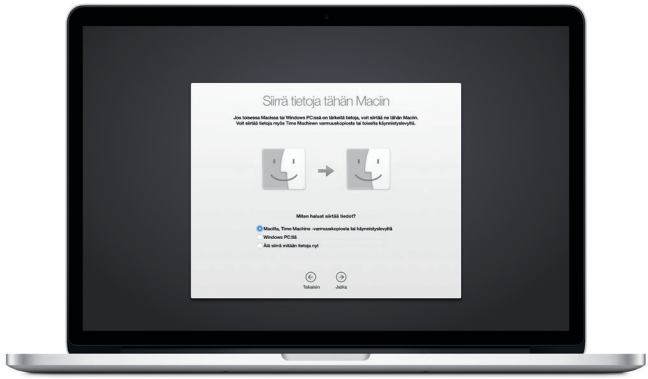 Siirrä tietoja tähän Maciin
Jos toisessa Macissa tai Windows PC:ssä on tärkeitä tietoja, voit siirtää ne tähän Maciin.
Voit siirtää tietoja myös Time Machinen varmuuskopiosta tai toiselta käynnistyslevyltä.
Miten haluat siirtää tiedot?
Macilta, Time Machine -varmuuskopiosta tai käynnistyslevyltä
Windows PC:ltä
Älä siirrä mitään tietoja nyt
Takaisin
Jatka